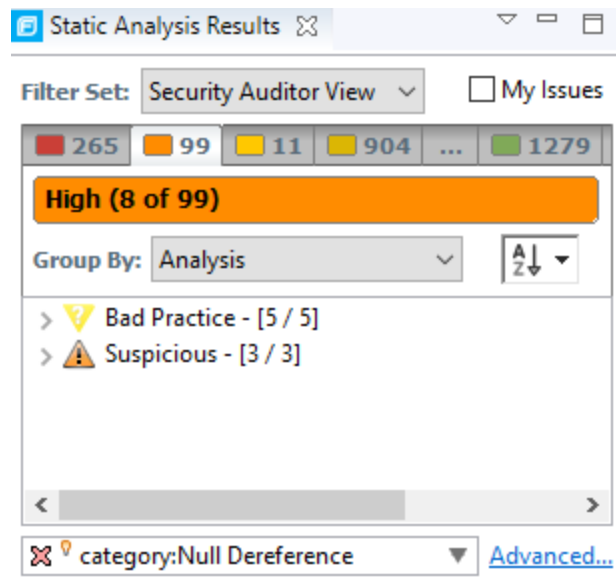 Static Analysis Results
Filter Set: Security Auditor View My Issues
265 99 11 904 ... 1279
High (8 of 99)
Group By: Analysis
Bad Practice - [5 / 5]
Suspicious - [3 / 3]
category:Null Dereference Advanced...